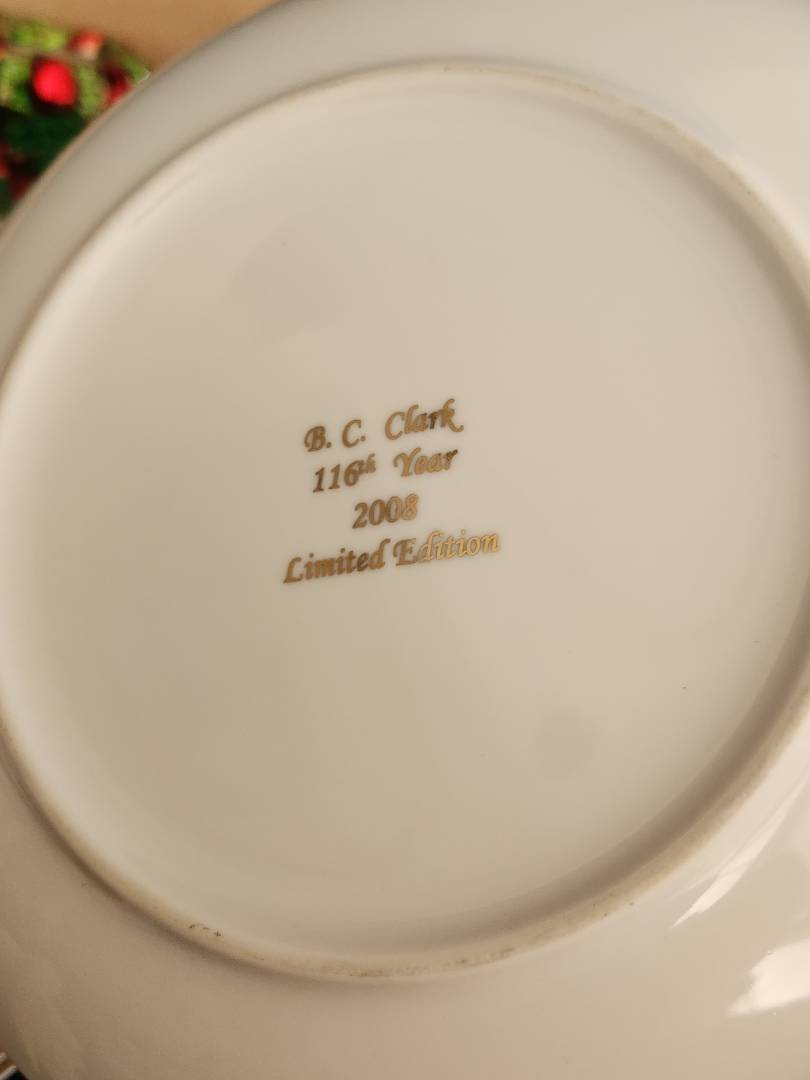 B. C. Clark
116th Year
2008
Limited Edition